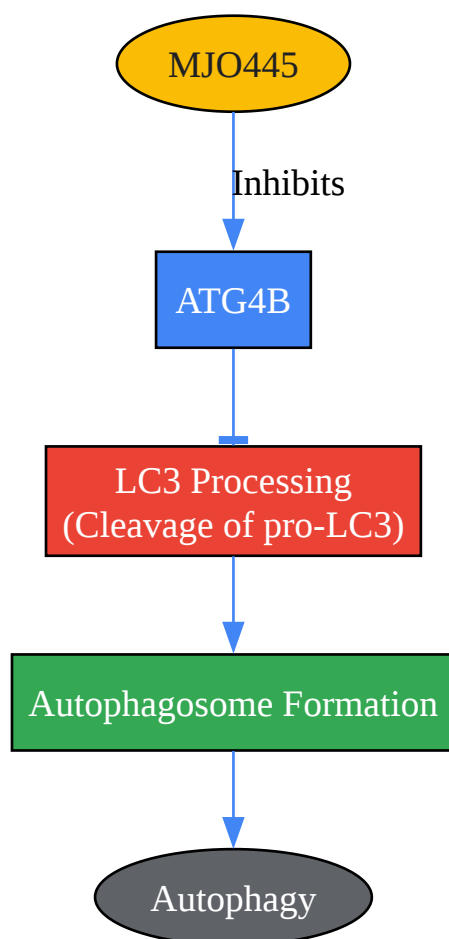 MJO445
Inhibits
ATG4B
LC3 Processing
(Cleavage of pro-LC3)
Autophagosome Formation
Autophagy